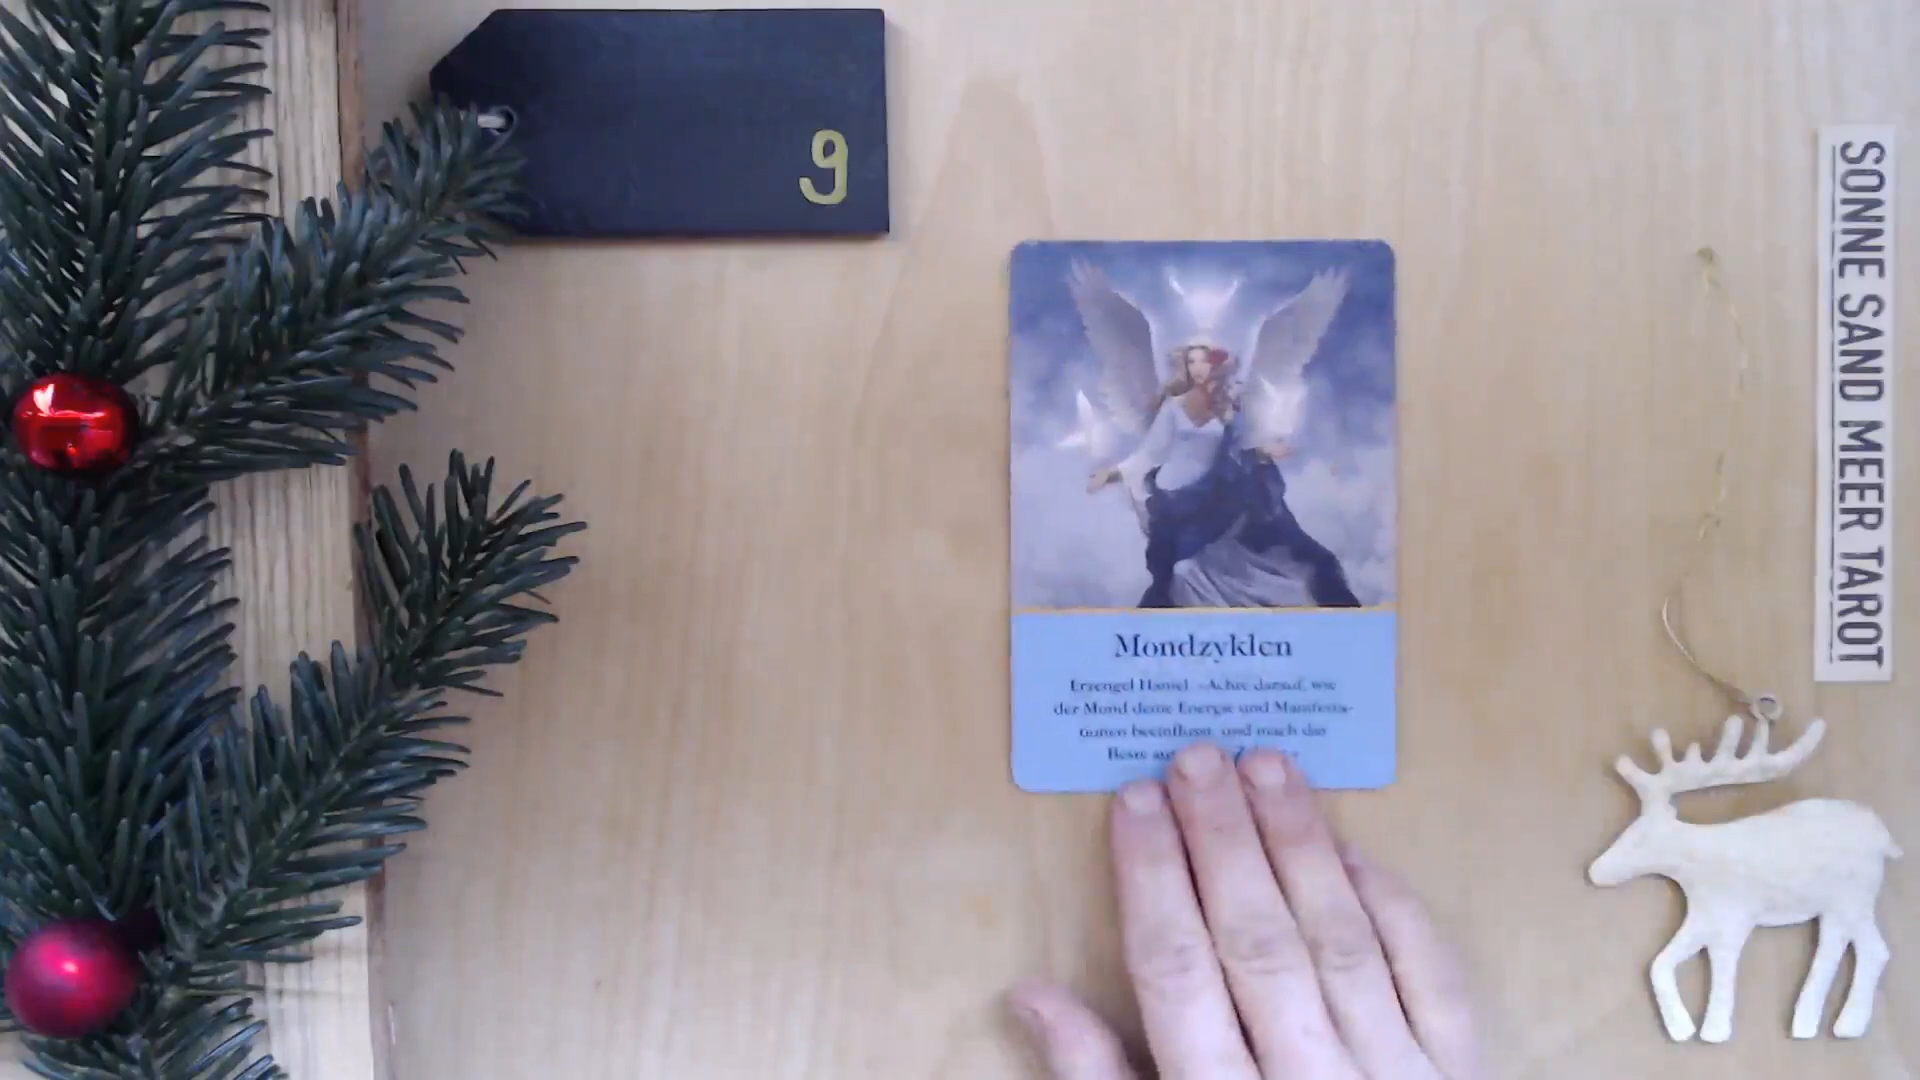 9
SONNE SAND MEER TAROT
Mondzyklen
Erzengel Haniel »Achte darauf, wie
der Mond deine Energie und Manifesta-
tionen beeinflusst, und mach das
Beste aus